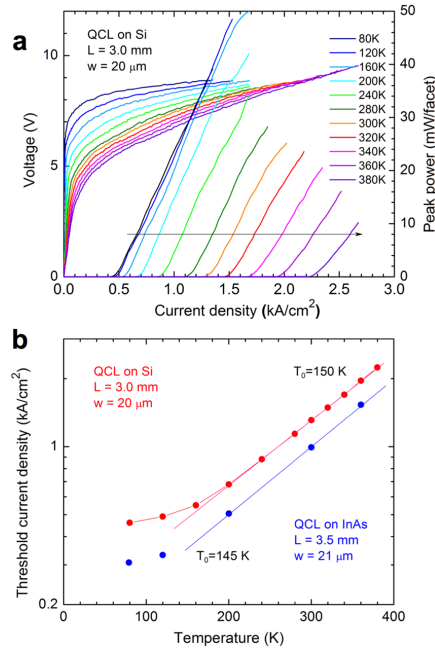 a
QCL on Si
L = 3.0 mm
w = 20 μm
80K
120K
160K
200K
240K
280K
300K
320K
340K
360K
380K
10
5
0
Voltage (V)
50
40
30
20
10
0
Peak power (mW/facet)
0.0 0.5 1.0 1.5 2.0 2.5 3.0
Current density (kA/cm²)
b
QCL on Si
L = 3.0 mm
w = 20 μm
T₀=150 K
QCL on InAs
L = 3.5 mm
w = 21 μm
T₀=145 K
1
0.2
Threshold current density (kA/cm²)
0 50 100 150 200 250 300 350 400
Temperature (K)